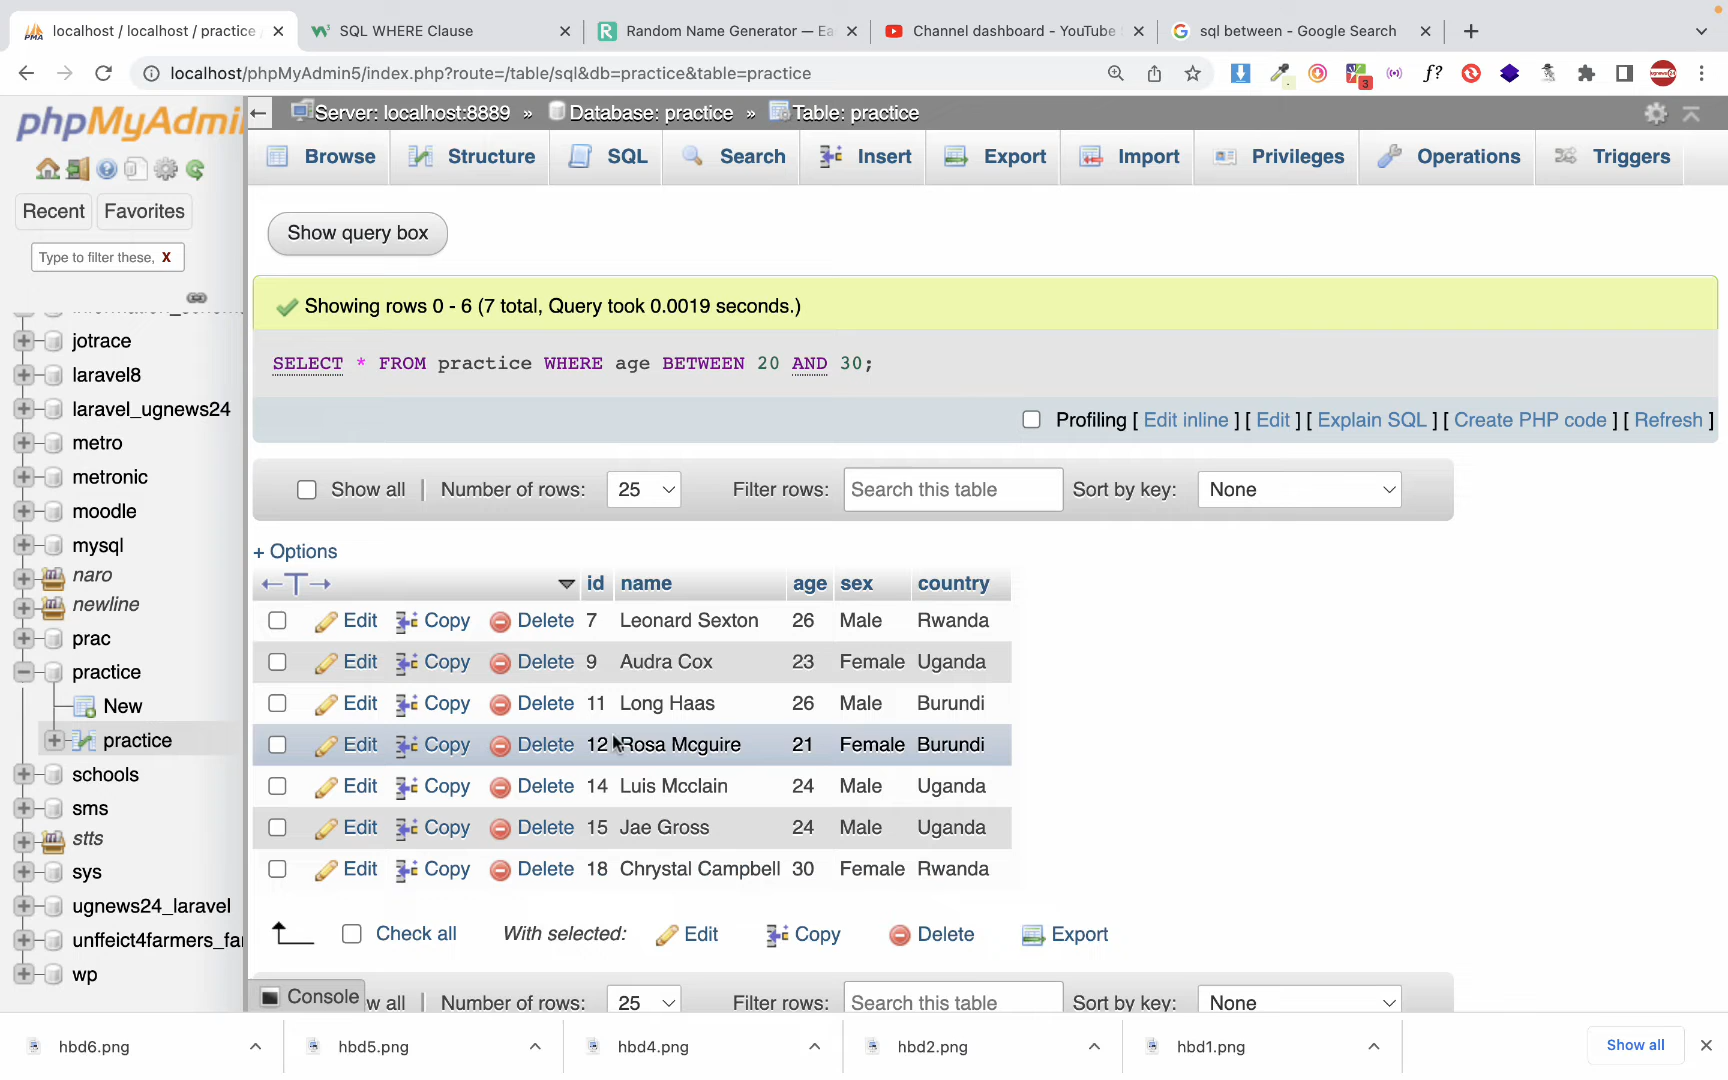 localhost / localhost / practice
SQL WHERE Clause
Random Name Generator — Ea
Channel dashboard - YouTube
sql between - Google Search
localhost/phpMyAdmin5/index.php?route=/table/sql&db=practice&table=practice
3
f?
phpMyAdmi
Server: localhost:8889 » Database: practice » Table: practice
Browse Structure SQL Search Insert Export Import Privileges Operations Triggers
Recent Favorites
Type to filter these, X
jotrace
laravel8
laravel_ugnews24
metro
metronic
moodle
mysql
naro
newline
prac
practice
New
practice
schools
sms
stts
sys
ugnews24_laravel
unffeict4farmers_fa
wp
Show query box
Showing rows 0 - 6 (7 total, Query took 0.0019 seconds.)
SELECT * FROM practice WHERE age BETWEEN 20 AND 30;
Profiling [ Edit inline ] [ Edit ] [ Explain SQL ] [ Create PHP code ] [ Refresh ]
Show all | Number of rows: 25 Filter rows: Search this table Sort by key: None
+ Options
←T→ id name age sex country
Edit Copy Delete 7 Leonard Sexton 26 Male Rwanda
Edit Copy Delete 9 Audra Cox 23 Female Uganda
Edit Copy Delete 11 Long Haas 26 Male Burundi
Edit Copy Delete 12 Rosa Mcguire 21 Female Burundi
Edit Copy Delete 14 Luis Mcclain 24 Male Uganda
Edit Copy Delete 15 Jae Gross 24 Male Uganda
Edit Copy Delete 18 Chrystal Campbell 30 Female Rwanda
Check all With selected: Edit Copy Delete Export
Console
w all | Number of rows: 25 Filter rows: Search this table Sort by key: None
hbd6.png hbd5.png hbd4.png hbd2.png hbd1.png Show all